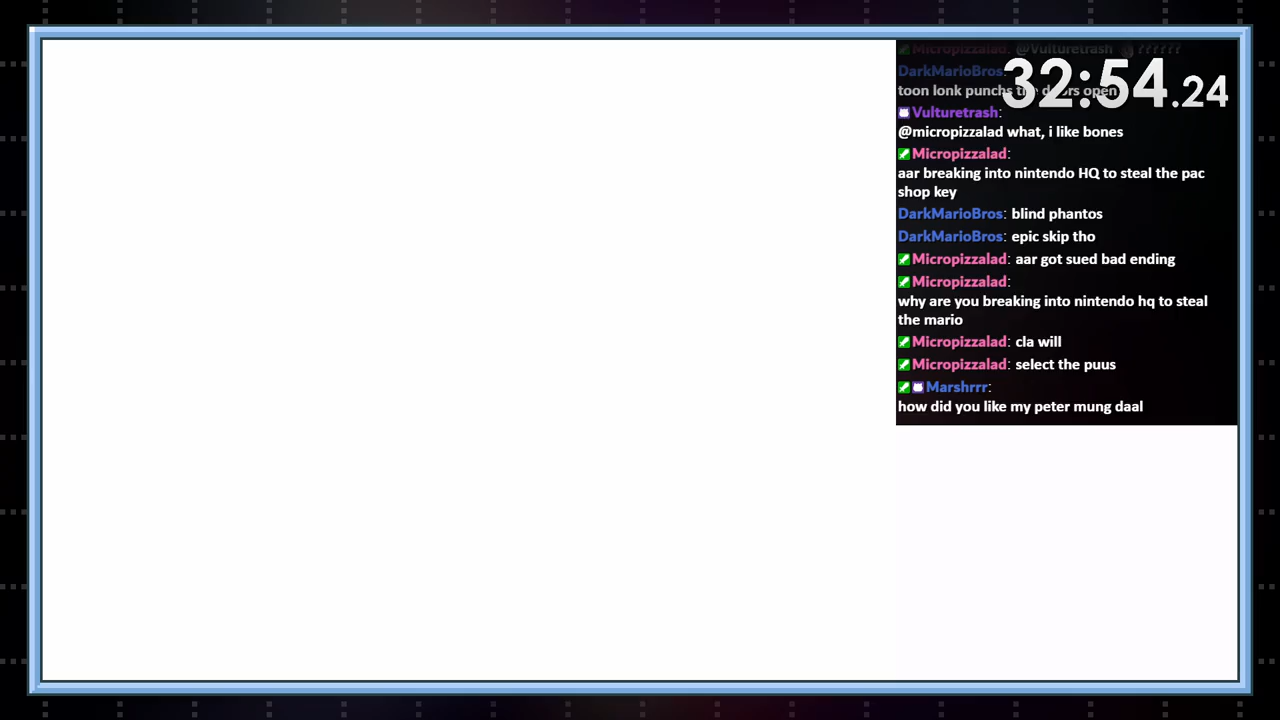 Micropizzalad: @Vulturetrash ??????
DarkMarioBros:
32:54.24
toon lonk punchs the doors open
Vulturetrash:
@micropizzalad what, i like bones
Micropizzalad:
aar breaking into nintendo HQ to steal the pac
shop key
DarkMarioBros: blind phantos
DarkMarioBros: epic skip tho
Micropizzalad: aar got sued bad ending
Micropizzalad:
why are you breaking into nintendo hq to steal
the mario
Micropizzalad: cla will
Micropizzalad: select the puus
Marshrrr:
how did you like my peter mung daal